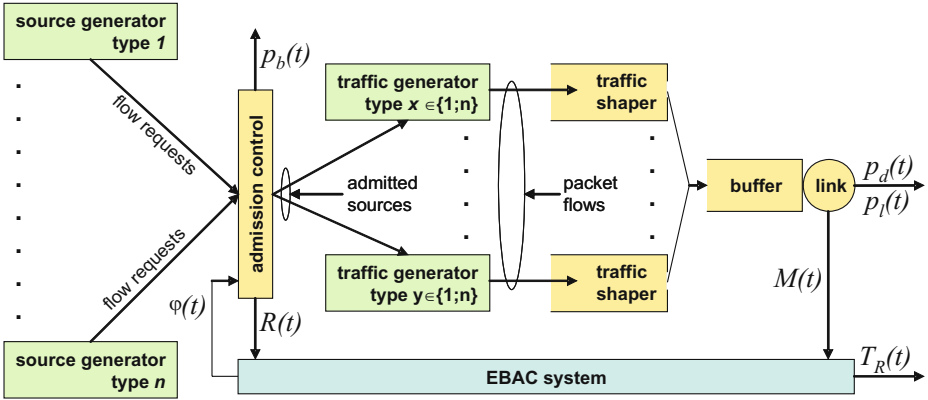 source generator
type 1
flow requests
flow requests
source generator
type n
p_b(t)
admission control
φ(t)
R(t)
admitted
sources
traffic generator
type x ∈{1;n}
traffic generator
type y∈{1;n}
packet
flows
traffic
shaper
traffic
shaper
buffer
link
p_d(t)
p_l(t)
M(t)
EBAC system
T_R(t)